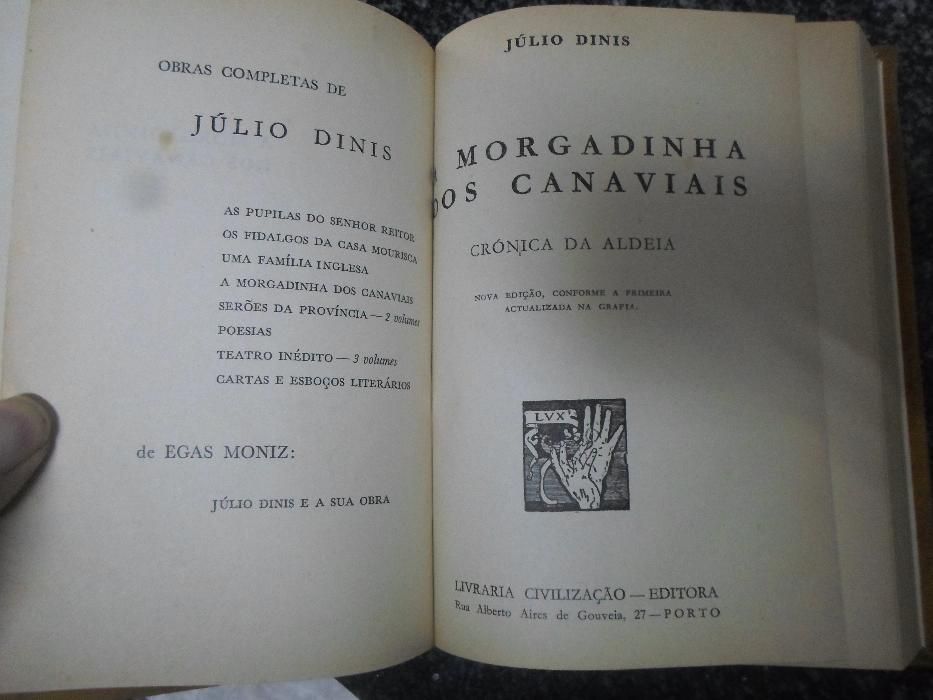 OBRAS COMPLETAS DE
JÚLIO DINIS
AS PUPILAS DO SENHOR REITOR
OS FIDALGOS DA CASA MOURISCA
UMA FAMÍLIA INGLESA
A MORGADINHA DOS CANAVIAIS
SERÕES DA PROVÍNCIA — 2 volumes
POESIAS
TEATRO INÉDITO — 3 volumes
CARTAS E ESBOÇOS LITERÁRIOS
de EGAS MONIZ:
JÚLIO DINIS E A SUA OBRA
JÚLIO DINIS
A MORGADINHA
DOS CANAVIAIS
CRÓNICA DA ALDEIA
NOVA EDIÇÃO, CONFORME A PRIMEIRA
ACTUALIZADA NA GRAFIA.
LVX
LIVRARIA CIVILIZAÇÃO — EDITORA
Rua Alberto Aires de Gouveia, 27 — PORTO